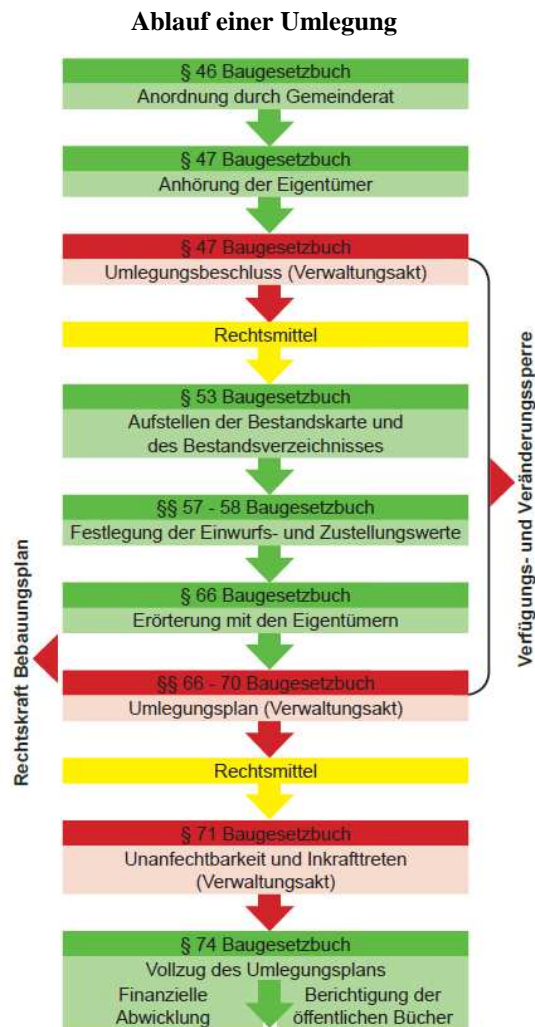 Ablauf einer Umlegung
§ 46 Baugesetzbuch
Anordnung durch Gemeinderat
§ 47 Baugesetzbuch
Anhörung der Eigentümer
§ 47 Baugesetzbuch
Umlegungsbeschluss (Verwaltungsakt)
Rechtsmittel
§ 53 Baugesetzbuch
Aufstellen der Bestandskarte und
des Bestandsverzeichnisses
§§ 57 - 58 Baugesetzbuch
Festlegung der Einwurfs- und Zustellungswerte
§ 66 Baugesetzbuch
Erörterung mit den Eigentümern
§§ 66 - 70 Baugesetzbuch
Umlegungsplan (Verwaltungsakt)
Rechtsmittel
§ 71 Baugesetzbuch
Unanfechtbarkeit und Inkrafttreten
(Verwaltungsakt)
§ 74 Baugesetzbuch
Vollzug des Umlegungsplans
Finanzielle
Abwicklung
Berichtigung der
öffentlichen Bücher
Rechtskraft Bebauungsplan
Verfügungs- und Veränderungssperre